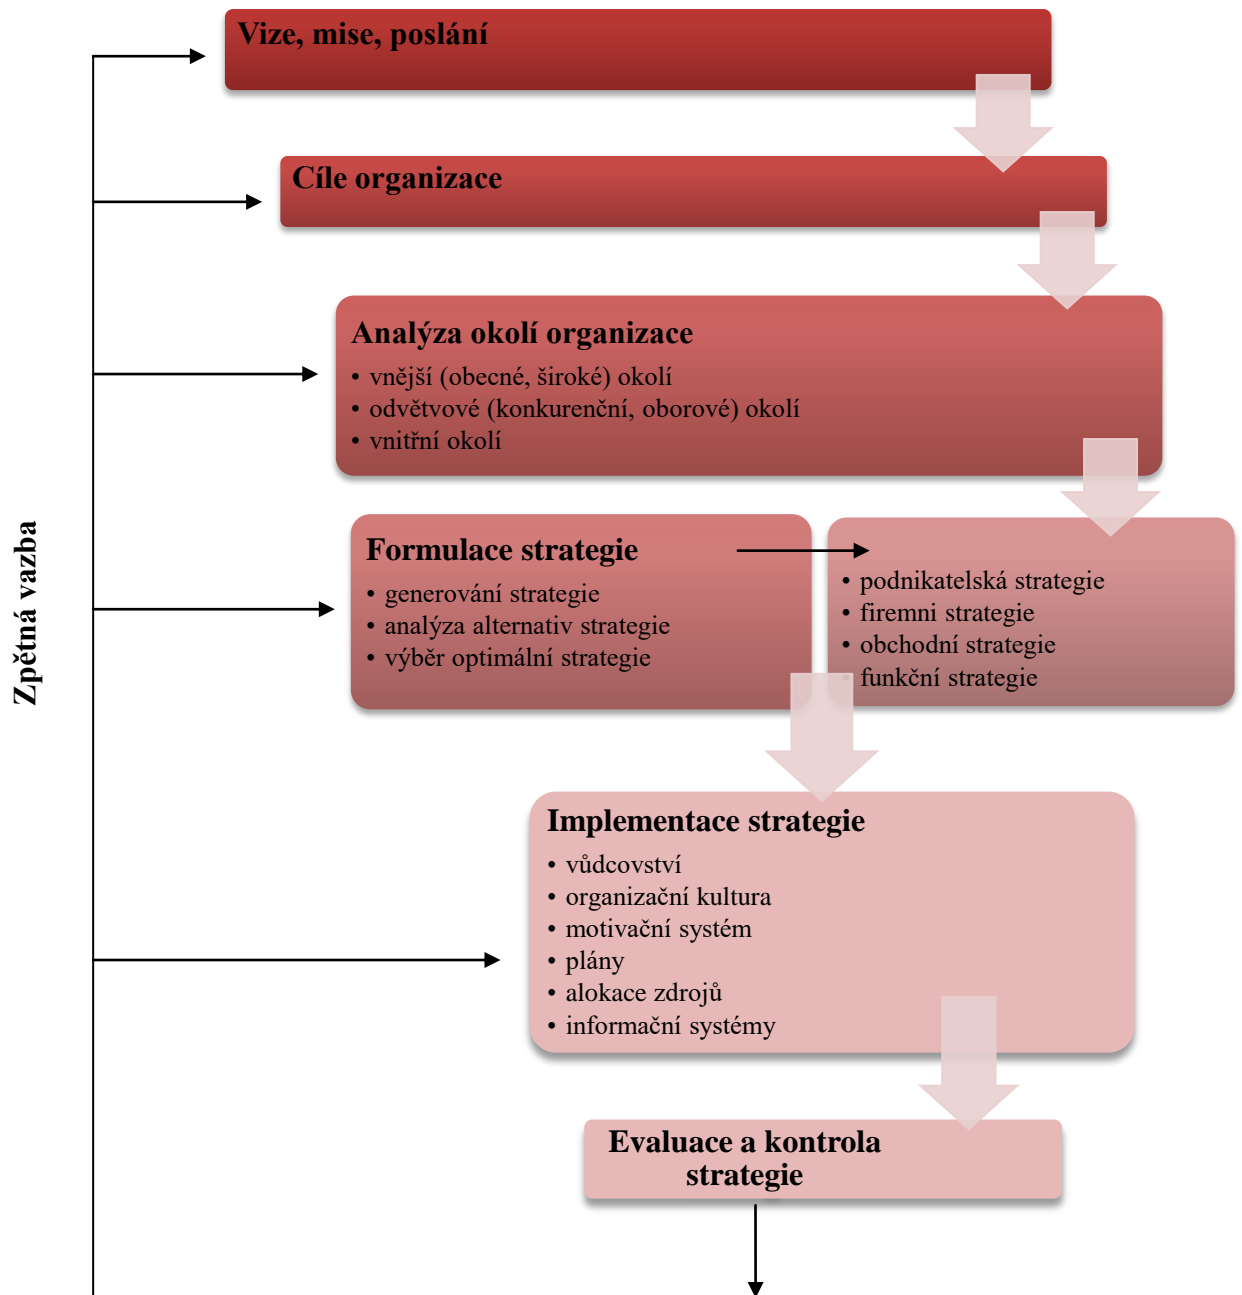 Vize, mise, poslání
Cíle organizace
Analýza okolí organizace
• vnější (obecné, široké) okolí
• odvětvové (konkurenční, oborové) okolí
• vnitřní okolí
Zpětná vazba
Formulace strategie
• generování strategie
• analýza alternativ strategie
• výběr optimální strategie
• podnikatelská strategie
• firemni strategie
• obchodní strategie
• funkční strategie
Implementace strategie
• vůdcovství
• organizační kultura
• motivační systém
• plány
• alokace zdrojů
• informační systémy
Evaluace a kontrola
strategie